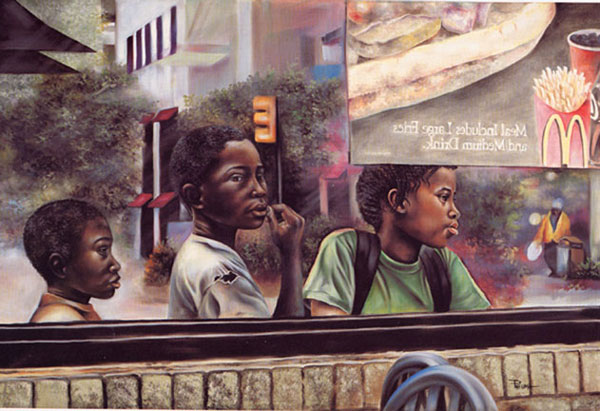 Meal Includes Large Fries
and Medium Drink.